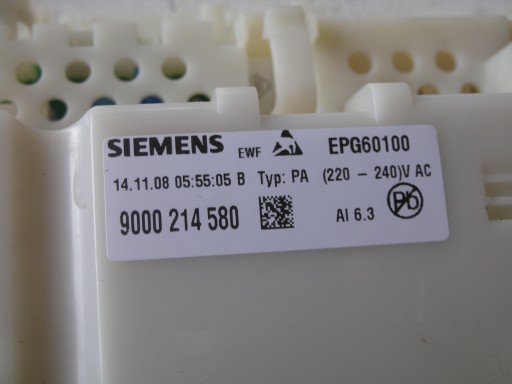 SIEMENS EWF EPG60100
14.11.08 05:55:05 B Typ: PA (220 - 240)V AC
9000 214 580 AI 6.3 Pb